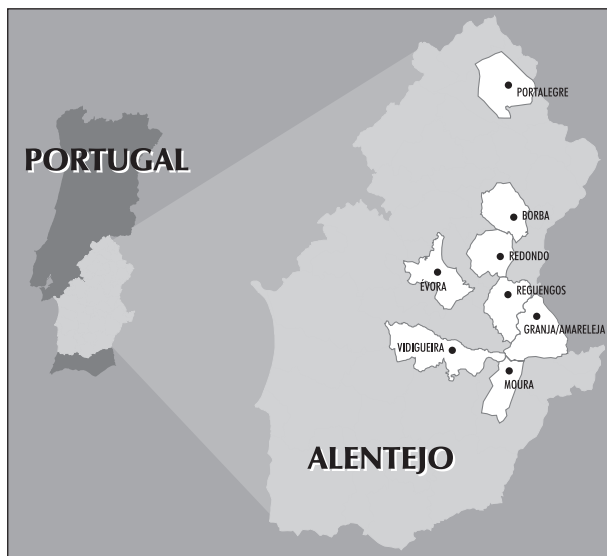 PORTUGAL
PORTALEGRE
BORBA
REDONDO
ÉVORA
REGUENGOS
GRANJA/AMARELEJA
VIDIGUEIRA
MOURA
ALENTEJO